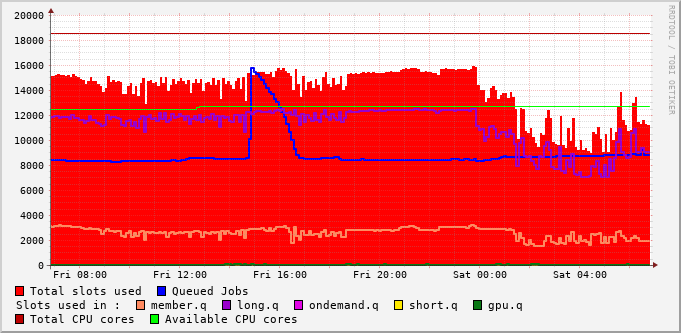 20000
18000
16000
14000
12000
10000
8000
6000
4000
2000
0
Fri 08:00 Fri 12:00 Fri 16:00 Fri 20:00 Sat 00:00 Sat 04:00
RRDTOOL / TOBI OETIKER
Total slots used Queued Jobs
Slots used in : member.q long.q ondemand.q short.q gpu.q
Total CPU cores Available CPU cores